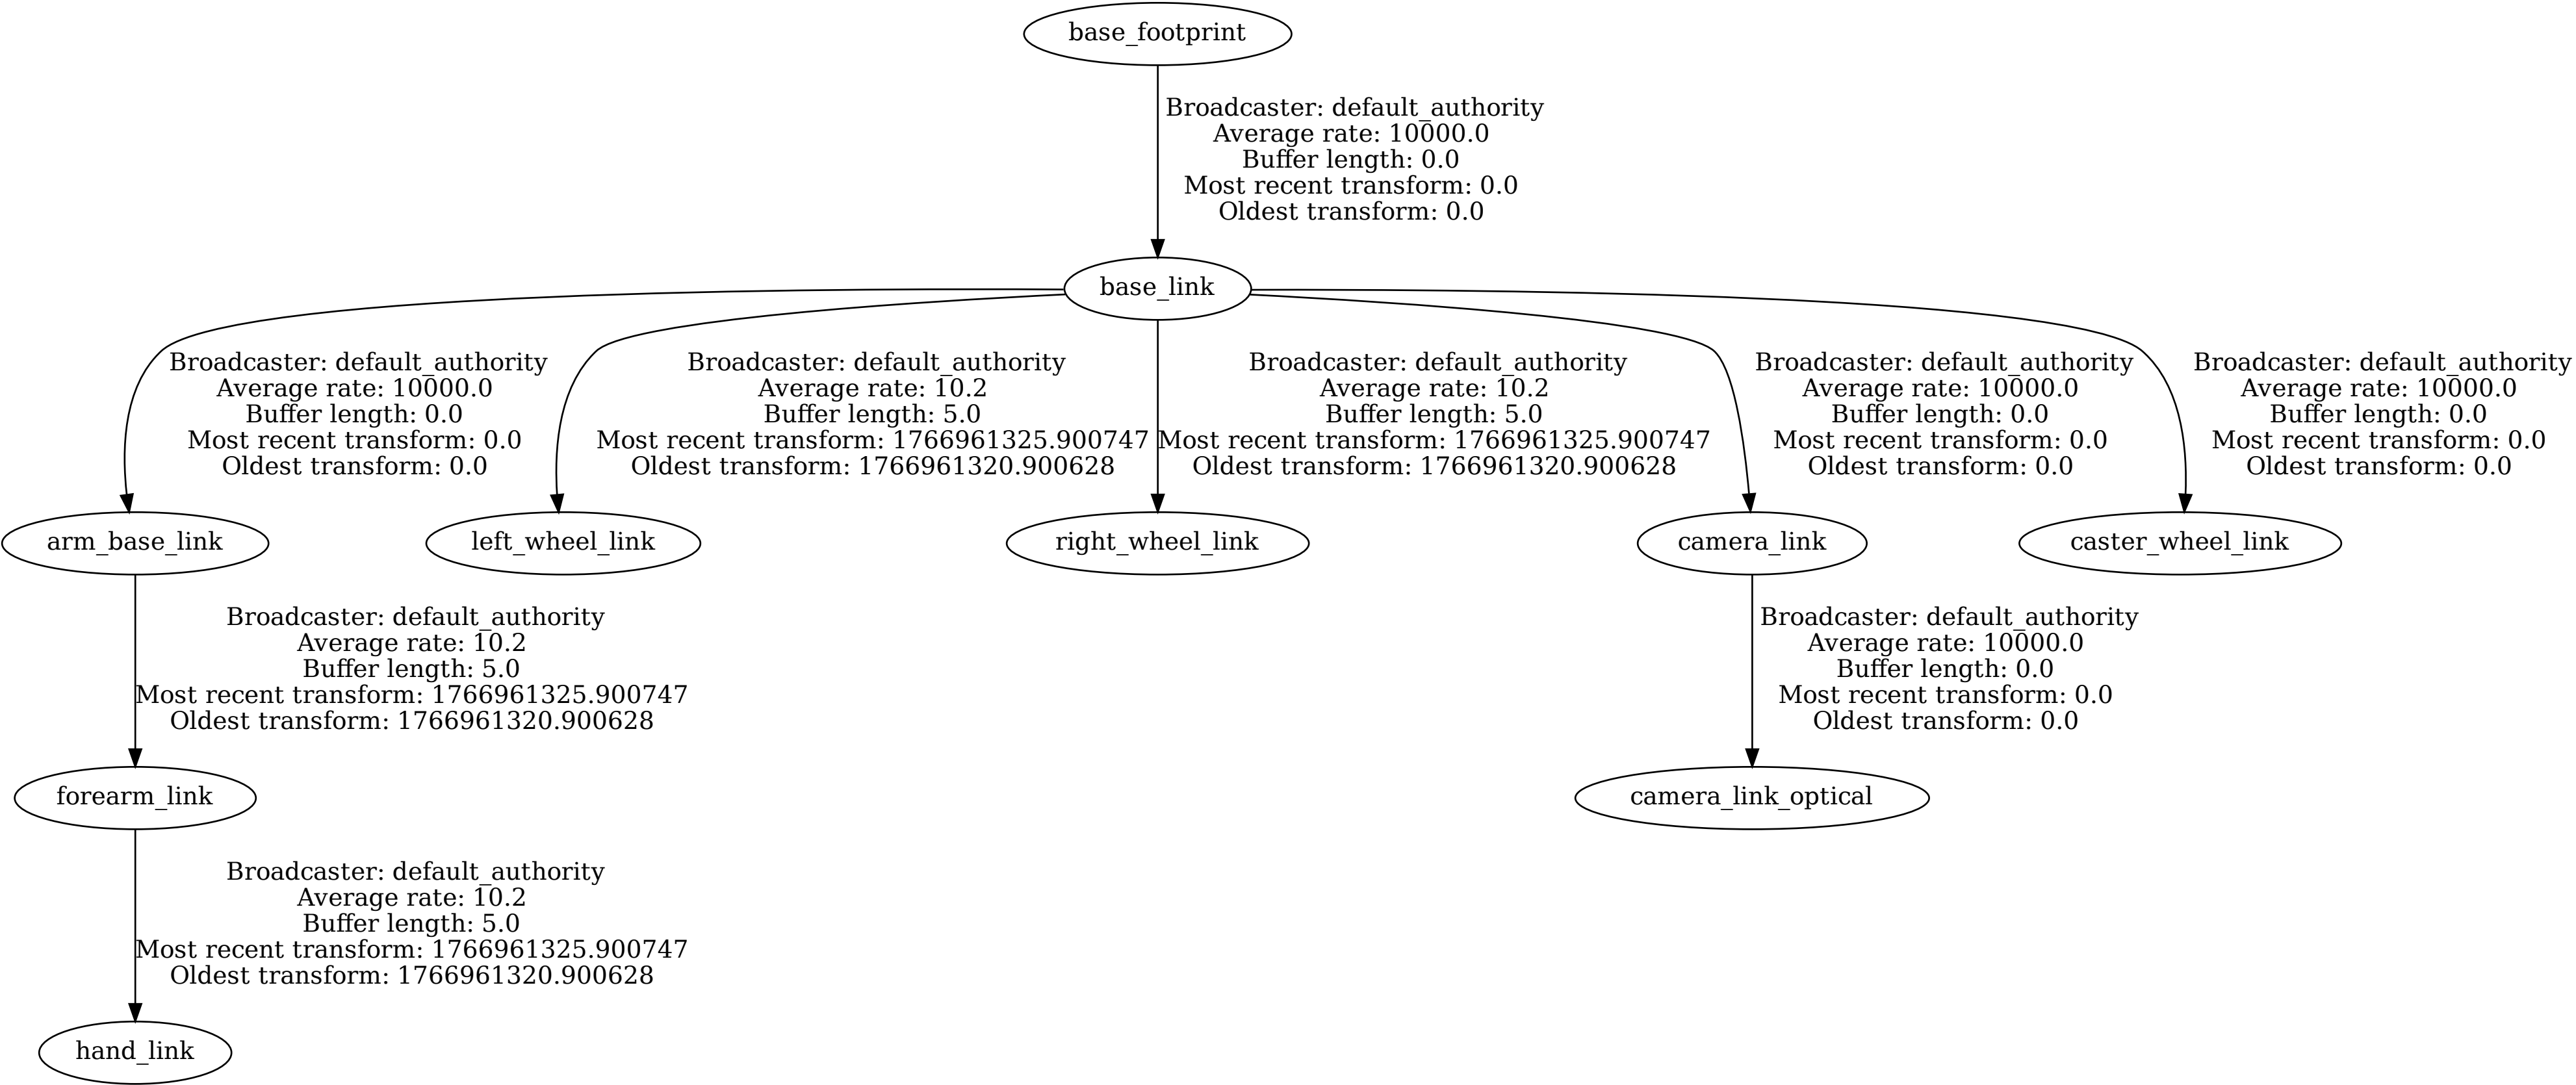 base_footprint
Broadcaster: default_authority
Average rate: 10000.0
Buffer length: 0.0
Most recent transform: 0.0
Oldest transform: 0.0
base_link
Broadcaster: default_authority
Average rate: 10000.0
Buffer length: 0.0
Most recent transform: 0.0
Oldest transform: 0.0
Broadcaster: default_authority
Average rate: 10.2
Buffer length: 5.0
Most recent transform: 1766961325.900747
Oldest transform: 1766961320.900628
Broadcaster: default_authority
Average rate: 10.2
Buffer length: 5.0
Most recent transform: 1766961325.900747
Oldest transform: 1766961320.900628
Broadcaster: default_authority
Average rate: 10000.0
Buffer length: 0.0
Most recent transform: 0.0
Oldest transform: 0.0
Broadcaster: default_authority
Average rate: 10000.0
Buffer length: 0.0
Most recent transform: 0.0
Oldest transform: 0.0
arm_base_link
left_wheel_link
right_wheel_link
camera_link
caster_wheel_link
Broadcaster: default_authority
Average rate: 10.2
Buffer length: 5.0
Most recent transform: 1766961325.900747
Oldest transform: 1766961320.900628
Broadcaster: default_authority
Average rate: 10000.0
Buffer length: 0.0
Most recent transform: 0.0
Oldest transform: 0.0
forearm_link
camera_link_optical
Broadcaster: default_authority
Average rate: 10.2
Buffer length: 5.0
Most recent transform: 1766961325.900747
Oldest transform: 1766961320.900628
hand_link